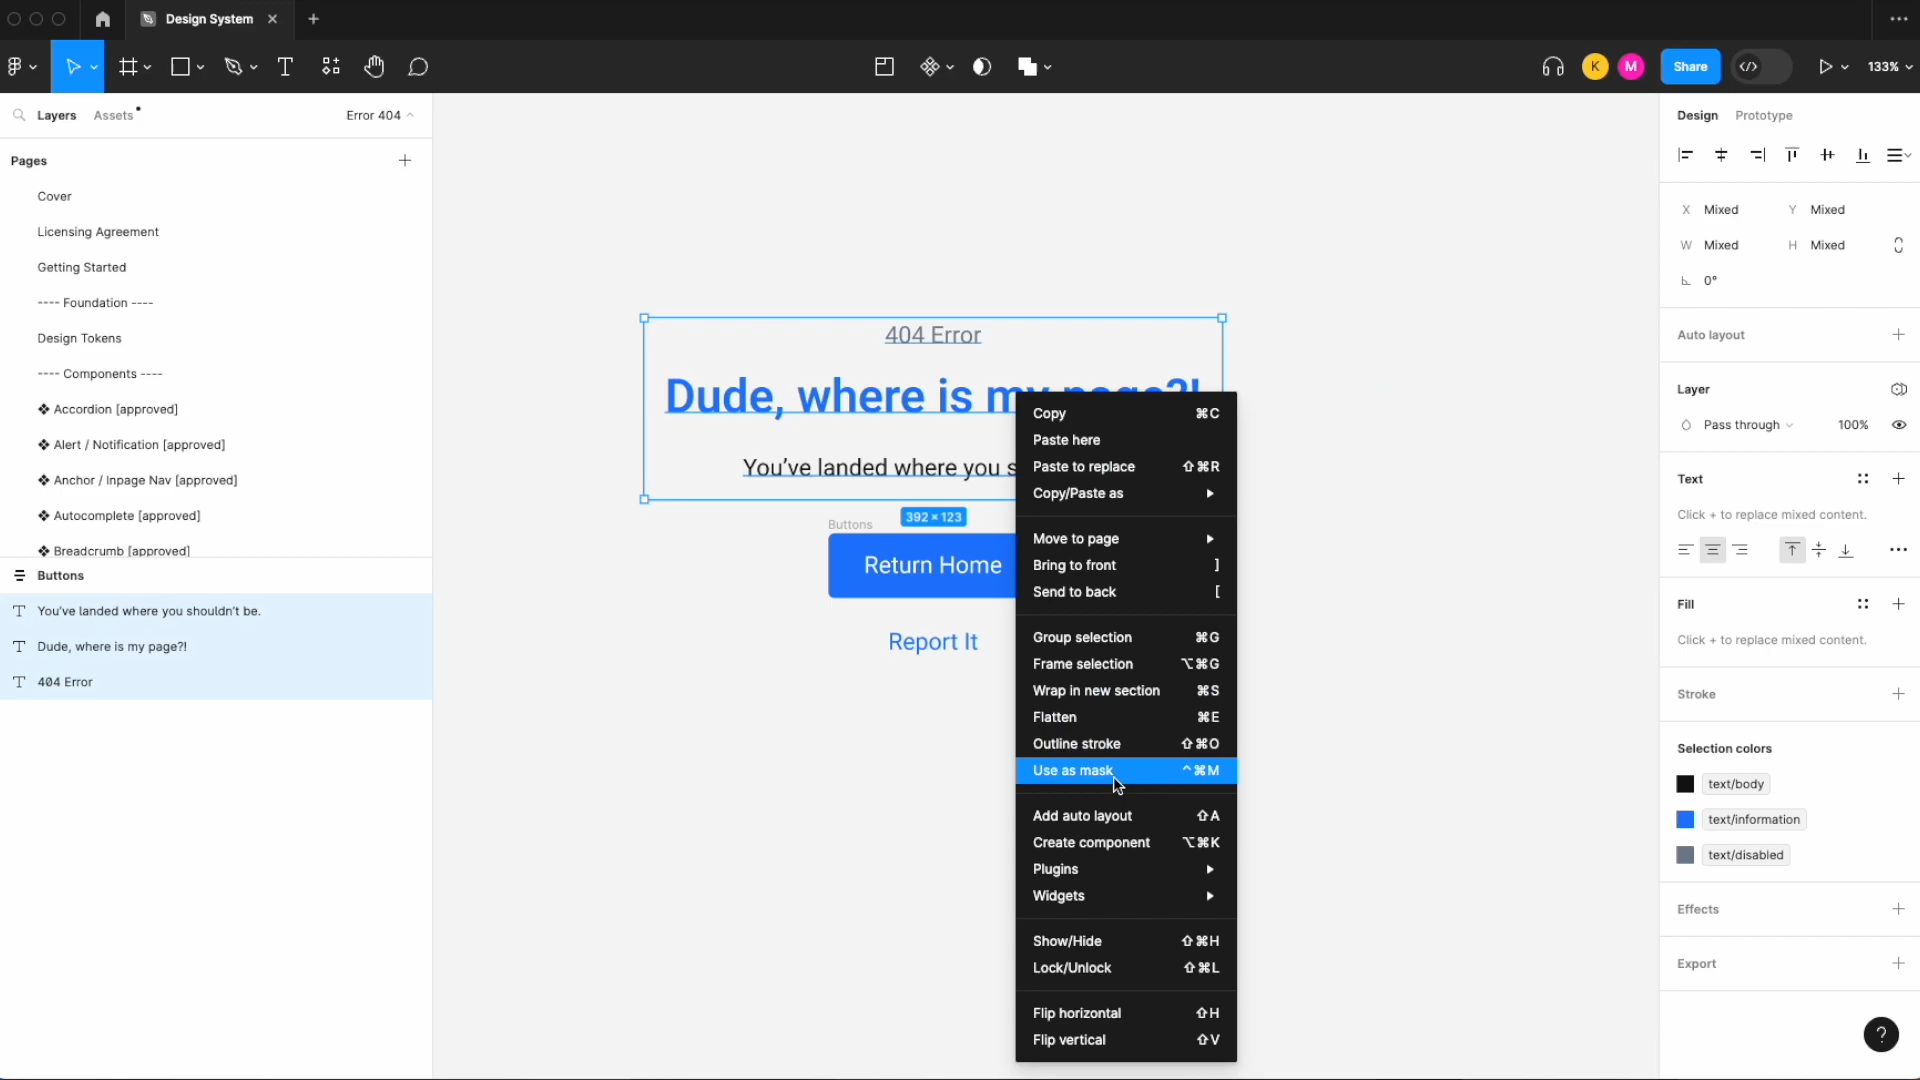 Design System
K
M
Share
133%
Layers
Assets
Error 404
Pages
Cover
Licensing Agreement
Getting Started
---- Foundation ----
Design Tokens
---- Components ----
Accordion [approved]
Alert / Notification [approved]
Anchor / Inpage Nav [approved]
Autocomplete [approved]
Breadcrumb [approved]
Buttons
You've landed where you shouldn't be.
Dude, where is my page?!
404 Error
404 Error
Dude, where is my page?!
You've landed where you s
392 × 123
Buttons
Return Home
Report It
Copy ⌘C
Paste here
Paste to replace ⇧⌘R
Copy/Paste as
Move to page
Bring to front ]
Send to back [
Group selection ⌘G
Frame selection ⌥⌘G
Wrap in new section ⌘S
Flatten ⌘E
Outline stroke ⇧⌘O
Use as mask ^⌘M
Add auto layout ⇧A
Create component ⌥⌘K
Plugins
Widgets
Show/Hide ⇧⌘H
Lock/Unlock ⇧⌘L
Flip horizontal ⇧H
Flip vertical ⇧V
Design
Prototype
X Mixed Y Mixed
W Mixed H Mixed
0°
Auto layout
Layer
Pass through 100%
Text
Click + to replace mixed content.
Fill
Click + to replace mixed content.
Stroke
Selection colors
text/body
text/information
text/disabled
Effects
Export
?